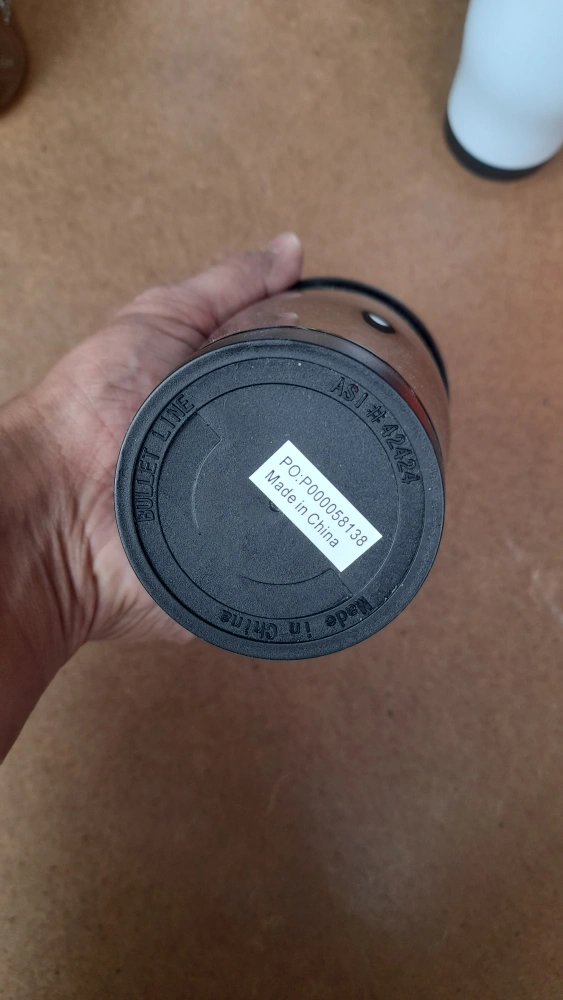 BULLET LINE
ASI # 42424
PO:P000058138
Made in China
Made in China